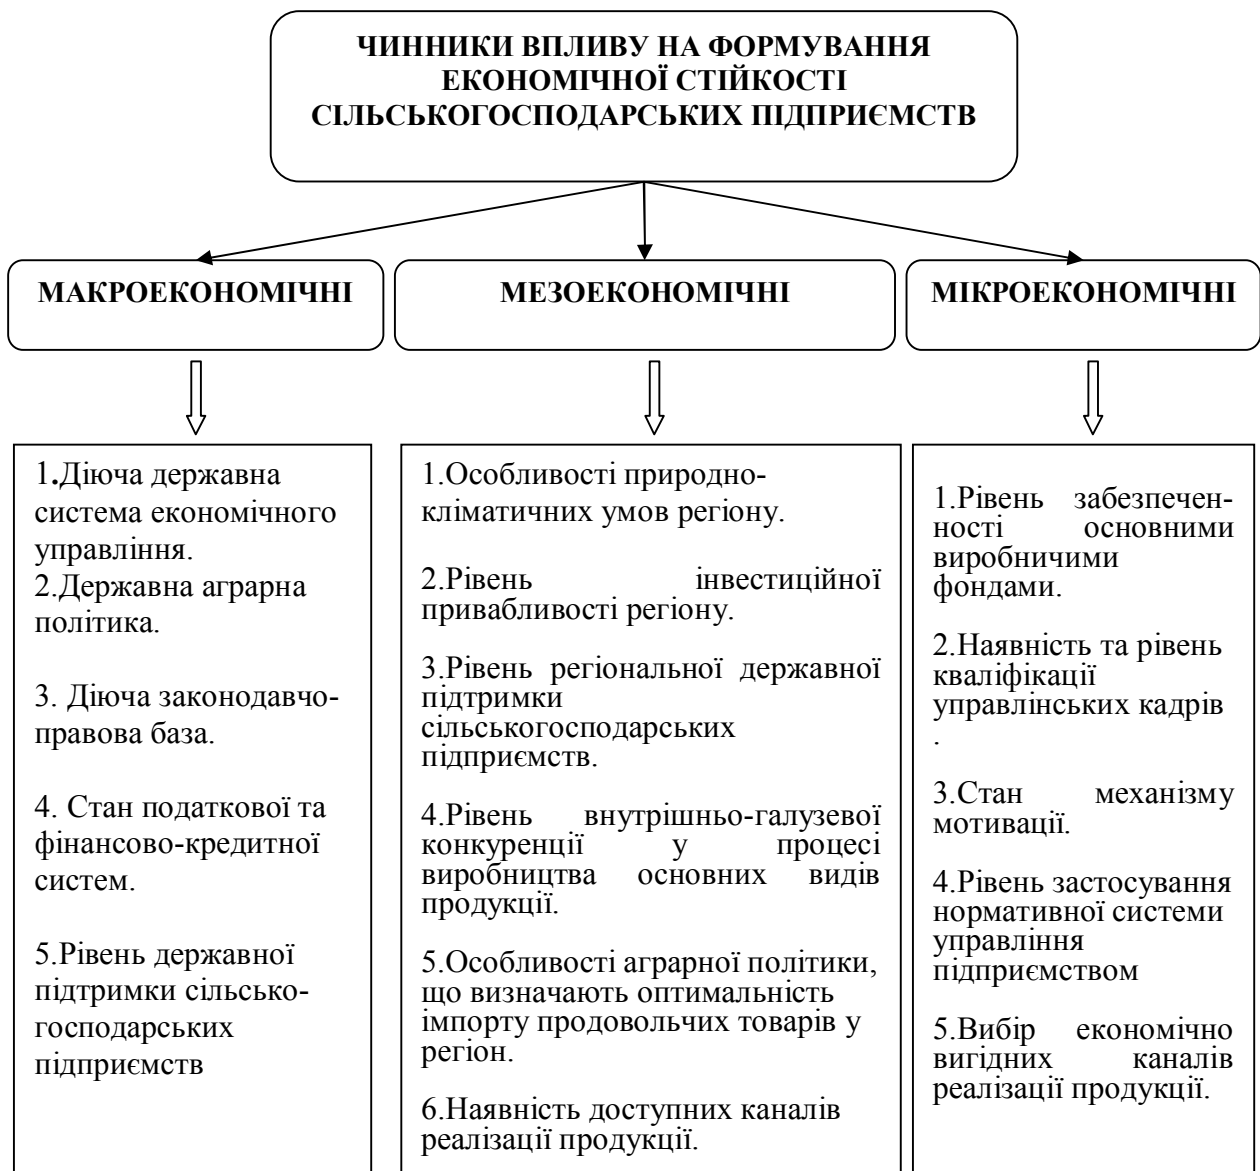 ЧИННИКИ ВПЛИВУ НА ФОРМУВАННЯ
ЕКОНОМІЧНОЇ СТІЙКОСТІ
СІЛЬСЬКОГОСПОДАРСЬКИХ ПІДПРИЄМСТВ
МАКРОЕКОНОМІЧНІ
МЕЗОЕКОНОМІЧНІ
МІКРОЕКОНОМІЧНІ
1.Діюча державна
система економічного
управління.
2.Державна аграрна
політика.
3. Діюча законодавчо-
правова база.
4. Стан податкової та
фінансово-кредитної
систем.
5.Рівень державної
підтримки сільсько-
господарських
підприємств
1.Особливості природно-
кліматичних умов регіону.
2.Рівень інвестиційної
привабливості регіону.
3.Рівень регіональної державної
підтримки
сільськогосподарських
підприємств.
4.Рівень внутрішньо-галузевої
конкуренції у процесі
виробництва основних видів
продукції.
5.Особливості аграрної політики,
що визначають оптимальність
імпорту продовольчих товарів у
регіон.
6.Наявність доступних каналів
реалізації продукції.
1.Рівень забезпечен-
ності основними
виробничими
фондами.
2.Наявність та рівень
кваліфікації
управлінських кадрів
.
3.Стан механізму
мотивації.
4.Рівень застосування
нормативної системи
управління
підприємством
5.Вибір економічно
вигідних каналів
реалізації продукції.